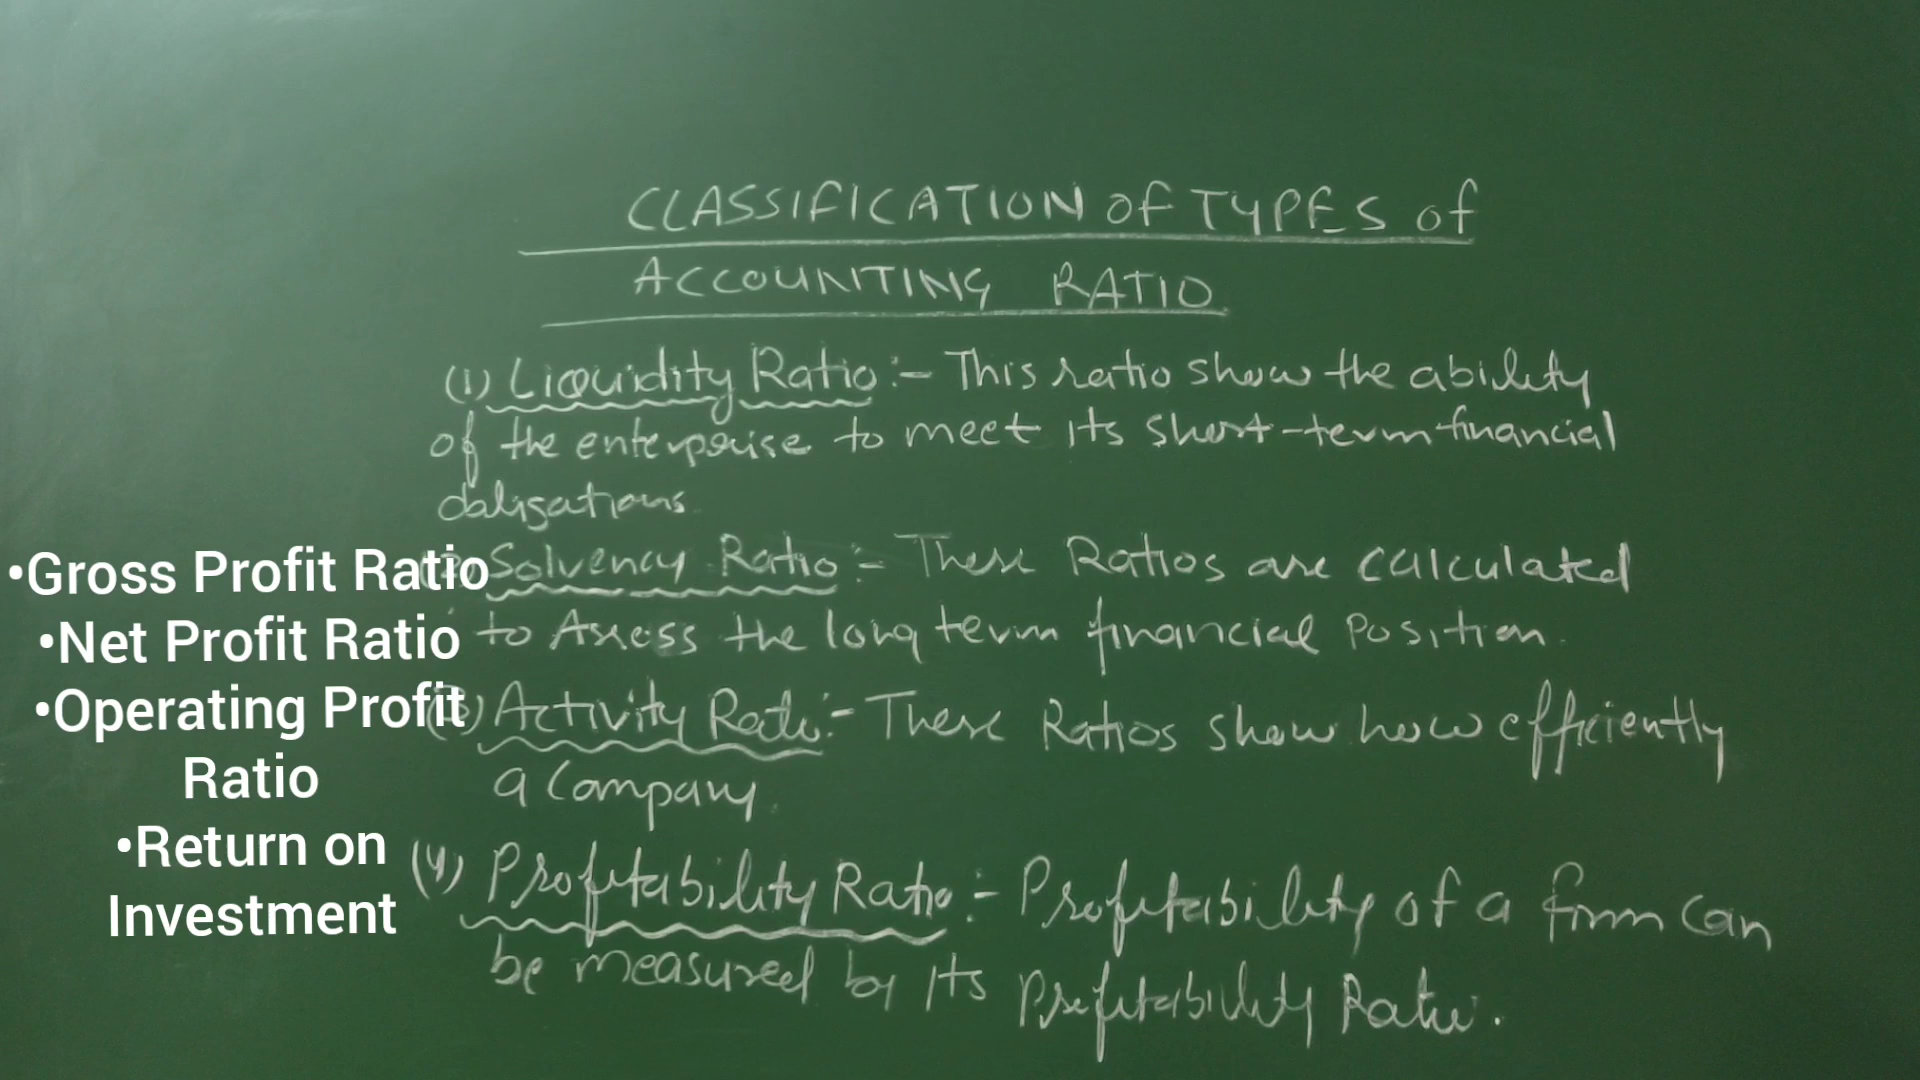 CLASSIFICATION OF TYPES of
ACCOUNTING RATIO
(1) Liquidity Ratio :- This ratio show the ability
of the enterprise to meet its short-term financial
obligations.
Solvency Ratio :- These Ratios are calculated
to Assess the long term financial Position.
(3) Activity Ratio :- These Ratios show how efficiently
a Company.
(4) Profitability Ratio :- Profitability of a firm can
be measured by its Profitability Ratio.
•Gross Profit Ratio
•Net Profit Ratio
•Operating Profit
Ratio
•Return on
Investment